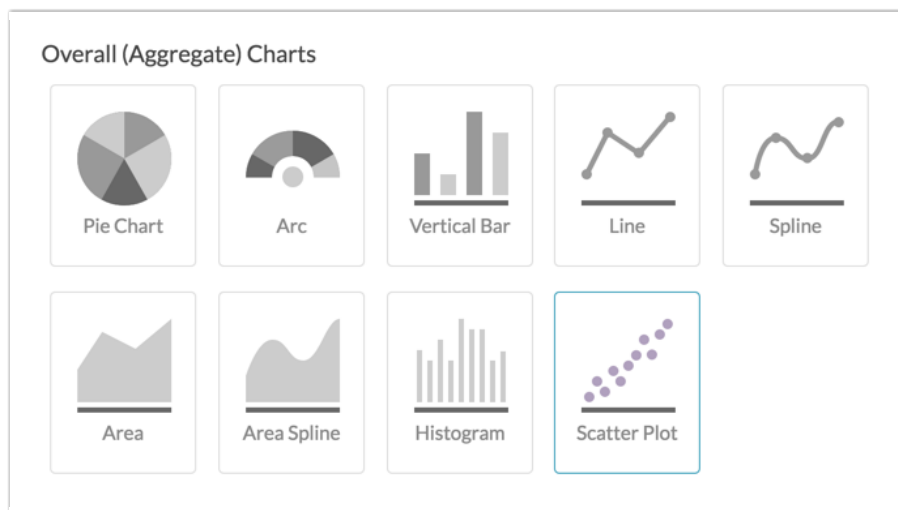 Overall (Aggregate) Charts
Pie Chart
Arc
Vertical Bar
Line
Spline
Area
Area Spline
Histogram
Scatter Plot